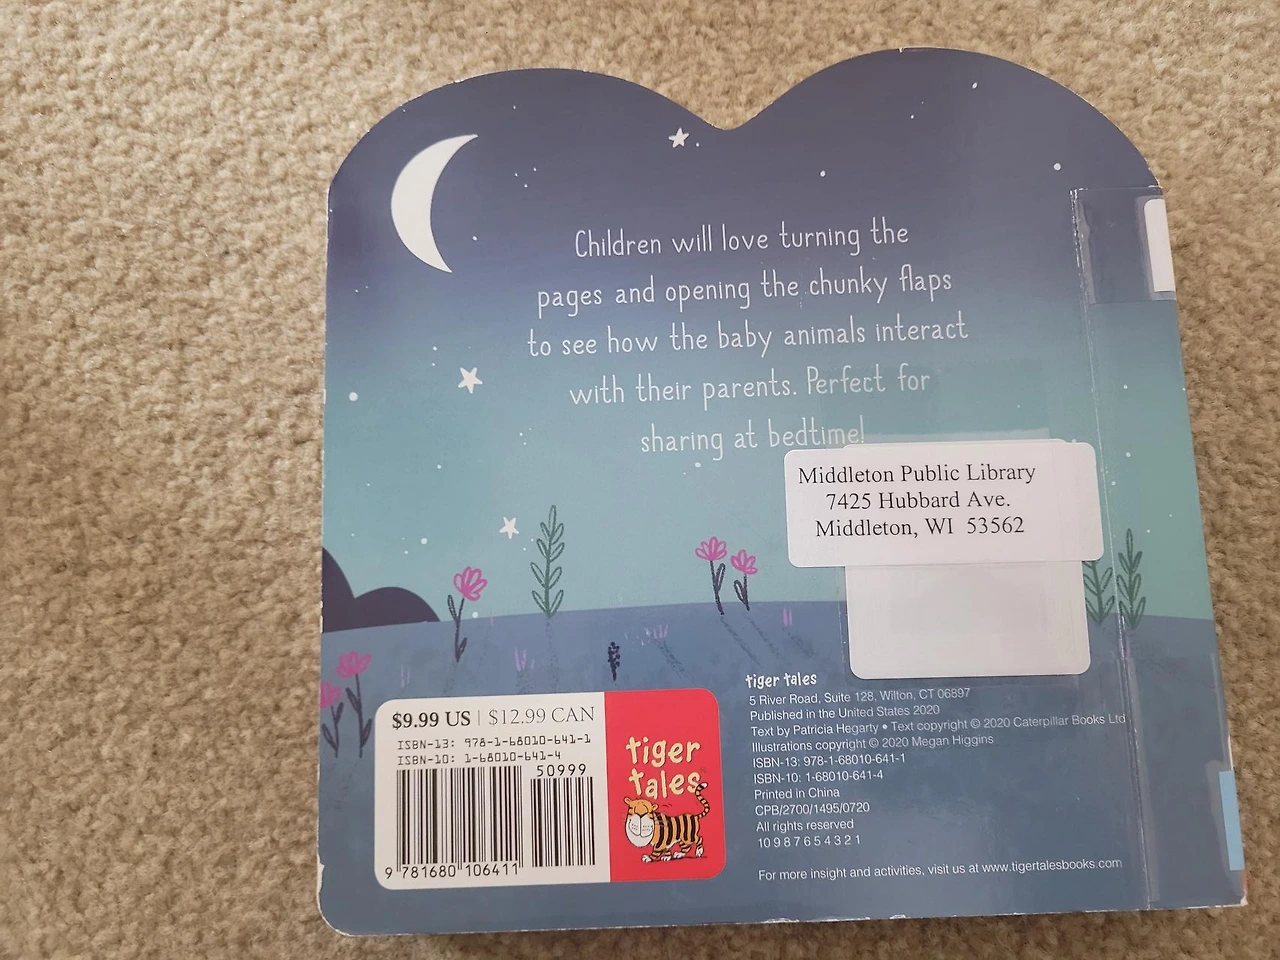 Children will love turning the
pages and opening the chunky flaps
to see how the baby animals interact
with their parents. Perfect for
sharing at bedtime!
Middleton Public Library
7425 Hubbard Ave.
Middleton, WI 53562
$9.99 US | $12.99 CAN
ISBN-13: 978-1-68010-641-1
ISBN-10: 1-68010-641-4
50999
9 781680 106411
tiger
tales
tiger tales
5 River Road, Suite 128, Wilton, CT 06897
Published in the United States 2020
Text by Patricia Hegarty • Text copyright © 2020 Caterpillar Books Ltd
Illustrations copyright © 2020 Megan Higgins
ISBN-13: 978-1-68010-641-1
ISBN-10: 1-68010-641-4
Printed in China
CPB/2700/1495/0720
All rights reserved
10 9 8 7 6 5 4 3 2 1
For more insight and activities, visit us at www.tigertalesbooks.com